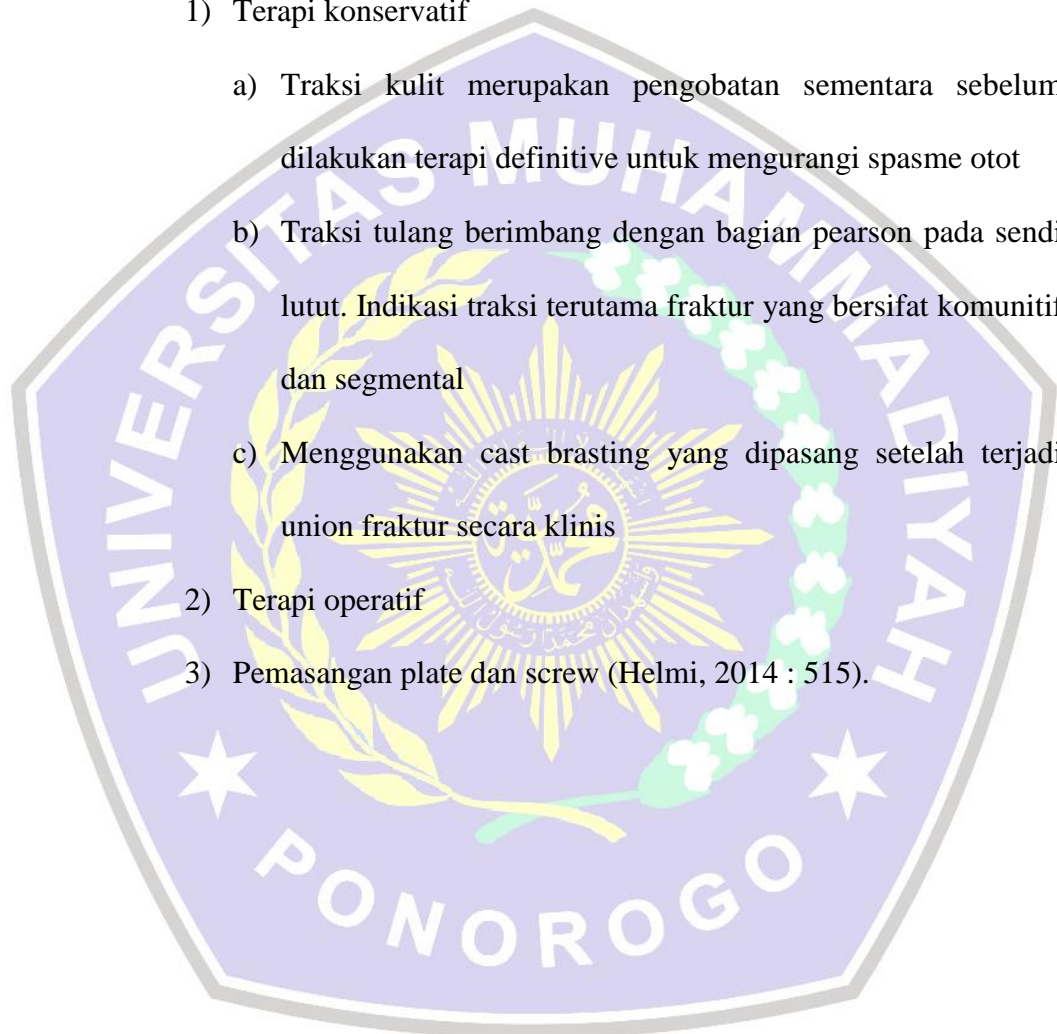 1) Terapi konservatif
a) Traksi kulit merupakan pengobatan sementara sebelum
dilakukan terapi definitive untuk mengurangi spasme otot
b) Traksi tulang berimbang dengan bagian pearson pada sendi
lutut. Indikasi traksi terutama fraktur yang bersifat komunitif
dan segmental
c) Menggunakan cast brasting yang dipasang setelah terjadi
union fraktur secara klinis
2) Terapi operatif
3) Pemasangan plate dan screw (Helmi, 2014 : 515).
UNIVERSITAS MUHAMMADIYAH
PONOROGO